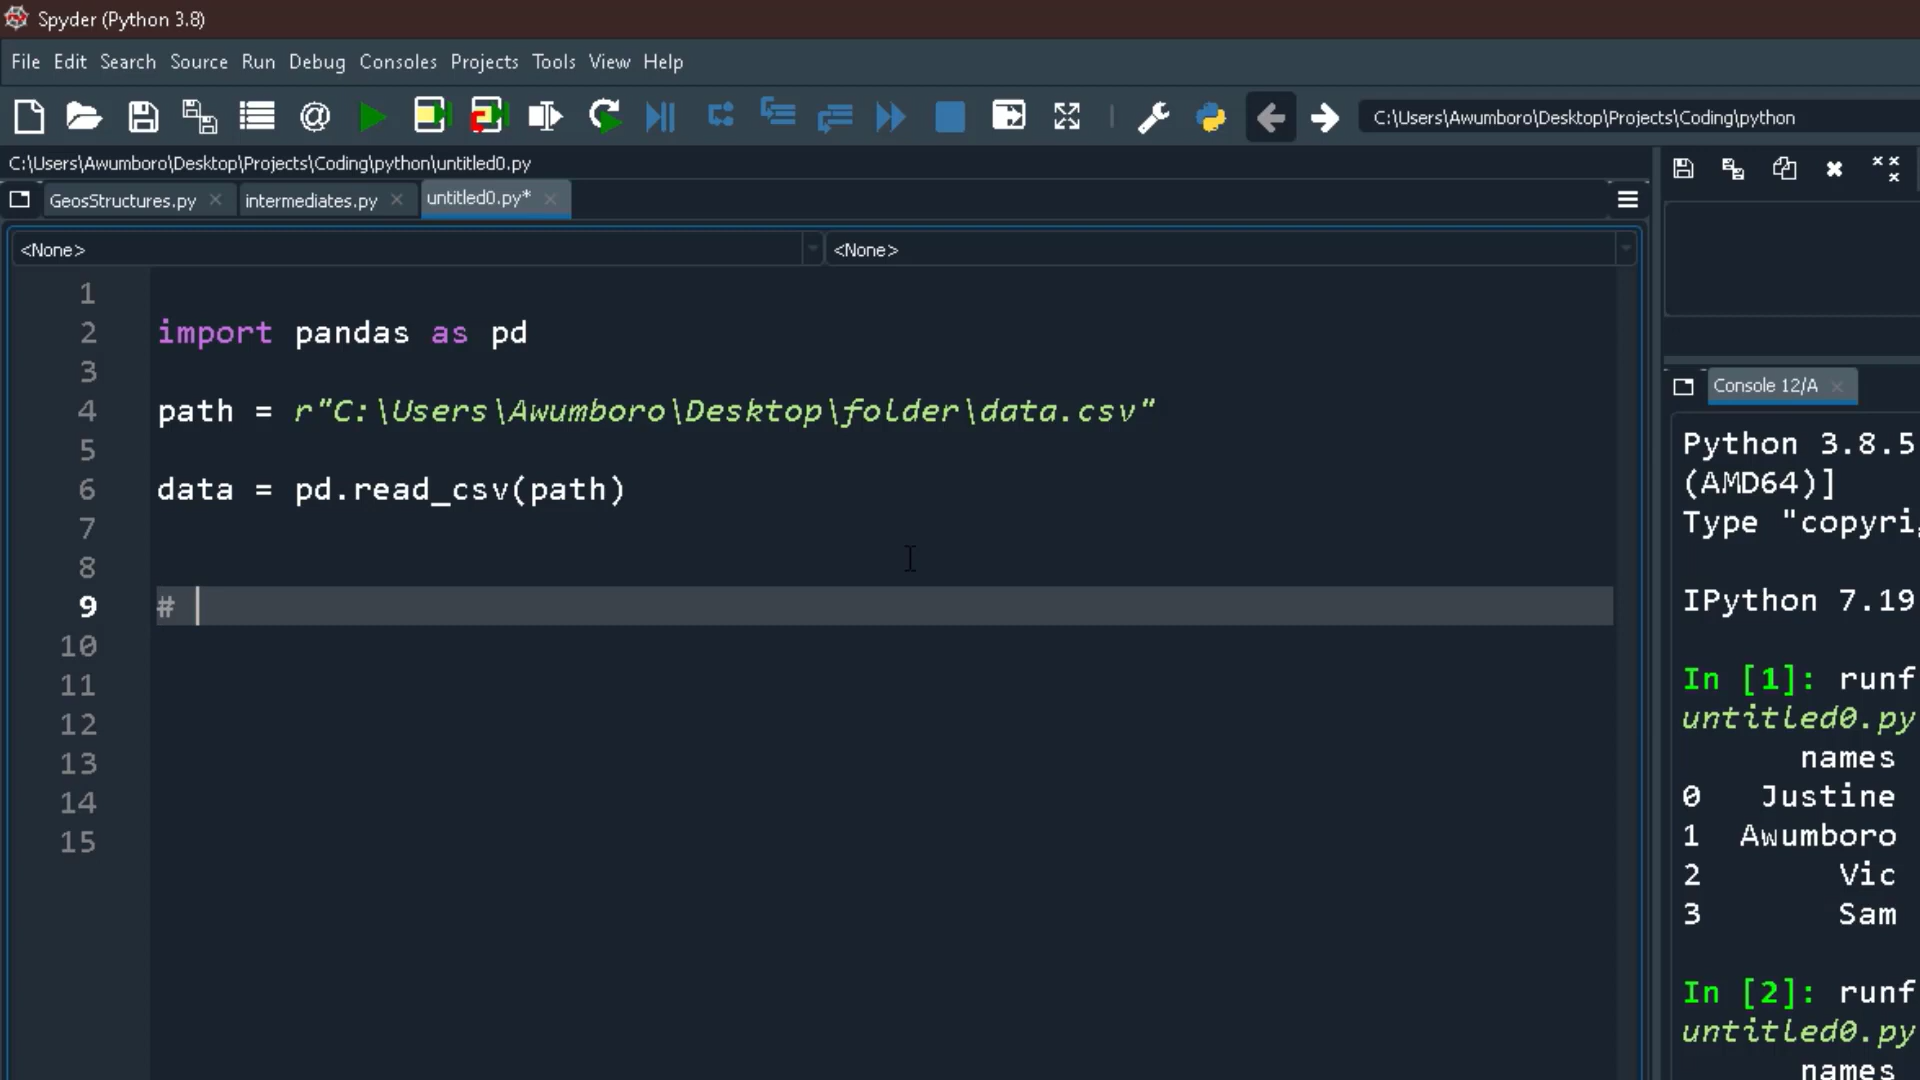 Spyder (Python 3.8)
File Edit Search Source Run Debug Consoles Projects Tools View Help
C:\Users\Awumboro\Desktop\Projects\Coding\python
C:\Users\Awumboro\Desktop\Projects\Coding\python\untitled0.py
GeosStructures.py intermediates.py untitled0.py*
<None> <None>
1
2 import pandas as pd
3
4 path = r"C:\Users\Awumboro\Desktop\folder\data.csv"
5
6 data = pd.read_csv(path)
7
8
9 #
10
11
12
13
14
15
Console 12/A
Python 3.8.5
(AMD64)]
Type "copyri
IPython 7.19
In [1]: runf
untitled0.py
names
0 Justine
1 Awumboro
2 Vic
3 Sam
In [2]: runf
untitled0.py
names